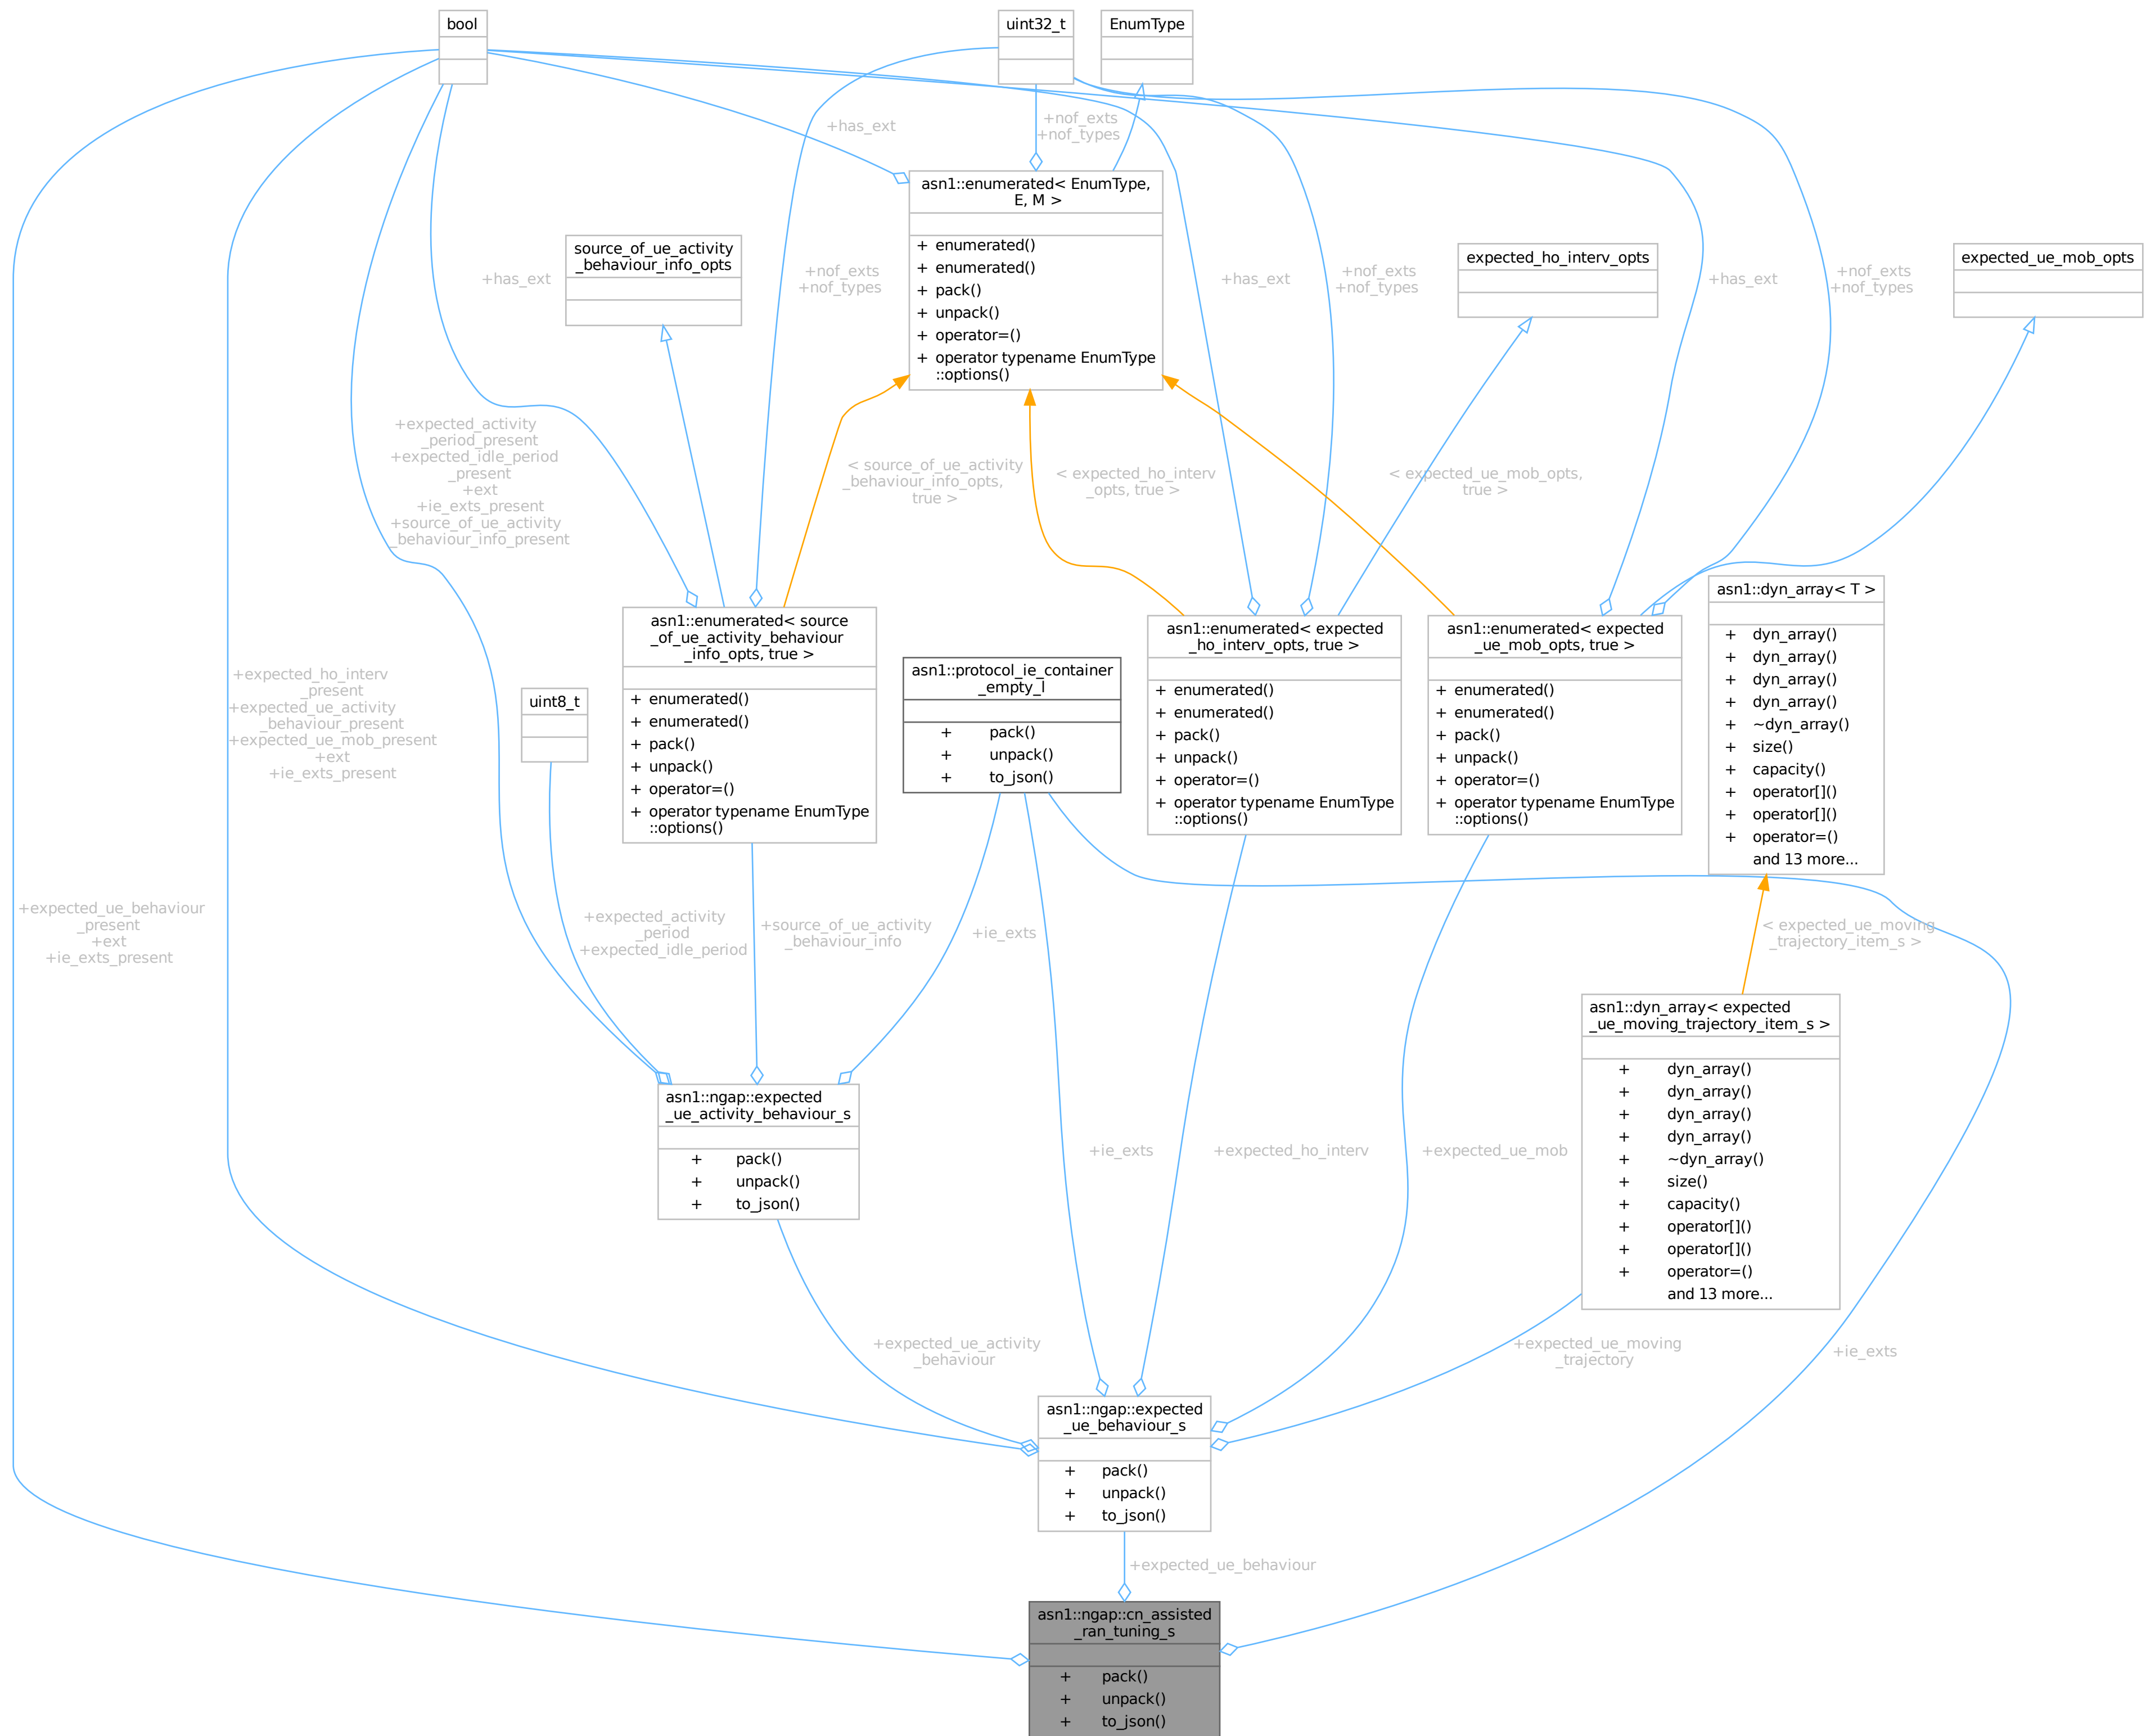 bool
uint32_t
EnumType
+has_ext
+nof_exts
+nof_types
asn1::enumerated< EnumType,
E, M >
+ enumerated()
+ enumerated()
+ pack()
+ unpack()
+ operator=()
+ operator typename EnumType
::options()
source_of_ue_activity
_behaviour_info_opts
expected_ho_interv_opts
expected_ue_mob_opts
+has_ext
+nof_exts
+nof_types
+has_ext
+nof_exts
+nof_types
+has_ext
+nof_exts
+nof_types
+expected_activity
_period_present
+expected_idle_period
_present
+ext
+ie_exts_present
+source_of_ue_activity
_behaviour_info_present
< source_of_ue_activity
_behaviour_info_opts,
true >
< expected_ho_interv
_opts, true >
< expected_ue_mob_opts,
true >
asn1::enumerated< source
_of_ue_activity_behaviour
_info_opts, true >
+ enumerated()
+ enumerated()
+ pack()
+ unpack()
+ operator=()
+ operator typename EnumType
::options()
asn1::enumerated< expected
_ho_interv_opts, true >
+ enumerated()
+ enumerated()
+ pack()
+ unpack()
+ operator=()
+ operator typename EnumType
::options()
asn1::enumerated< expected
_ue_mob_opts, true >
+ enumerated()
+ enumerated()
+ pack()
+ unpack()
+ operator=()
+ operator typename EnumType
::options()
asn1::dyn_array< T >
+ dyn_array()
+ dyn_array()
+ dyn_array()
+ dyn_array()
+ ~dyn_array()
+ size()
+ capacity()
+ operator[]()
+ operator[]()
+ operator=()
and 13 more...
asn1::protocol_ie_container
_empty_l
+ pack()
+ unpack()
+ to_json()
uint8_t
+expected_ho_interv
_present
+expected_ue_activity
_behaviour_present
+expected_ue_mob_present
+ext
+ie_exts_present
+expected_ue_behaviour
_present
+ext
+ie_exts_present
+expected_activity
_period
+expected_idle_period
+source_of_ue_activity
_behaviour_info
+ie_exts
< expected_ue_moving
_trajectory_item_s >
asn1::dyn_array< expected
_ue_moving_trajectory_item_s >
+ dyn_array()
+ dyn_array()
+ dyn_array()
+ dyn_array()
+ ~dyn_array()
+ size()
+ capacity()
+ operator[]()
+ operator[]()
+ operator=()
and 13 more...
asn1::ngap::expected
_ue_activity_behaviour_s
+ pack()
+ unpack()
+ to_json()
+ie_exts
+expected_ho_interv
+expected_ue_mob
+expected_ue_activity
_behaviour
+expected_ue_moving
_trajectory
+ie_exts
asn1::ngap::expected
_ue_behaviour_s
+ pack()
+ unpack()
+ to_json()
+expected_ue_behaviour
asn1::ngap::cn_assisted
_ran_tuning_s
+ pack()
+ unpack()
+ to_json()